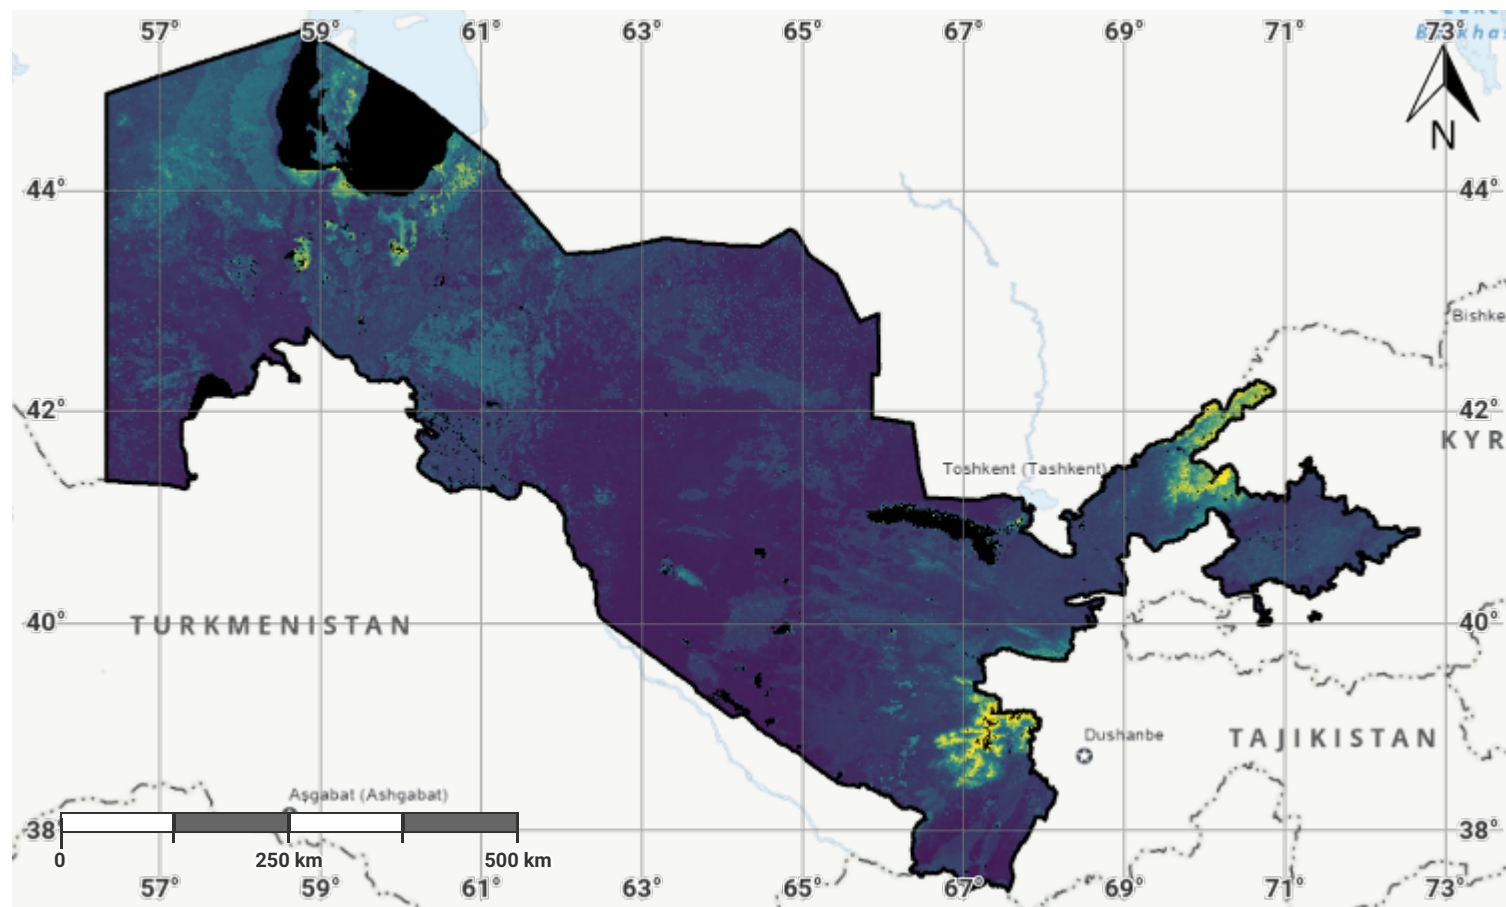 57° 59° 61° 63° 65° 67° 69° 71° 73°
N
44° 44°
Bishke
42° 42°
KYR
Toshkent (Tashkent)
40° 40°
TURKMENISTAN
Dushanbe
TAJIKISTAN
Aşgabat (Ashgabat)
38° 38°
0 250 km 500 km
57° 59° 61° 63° 65° 67° 69° 71° 73°